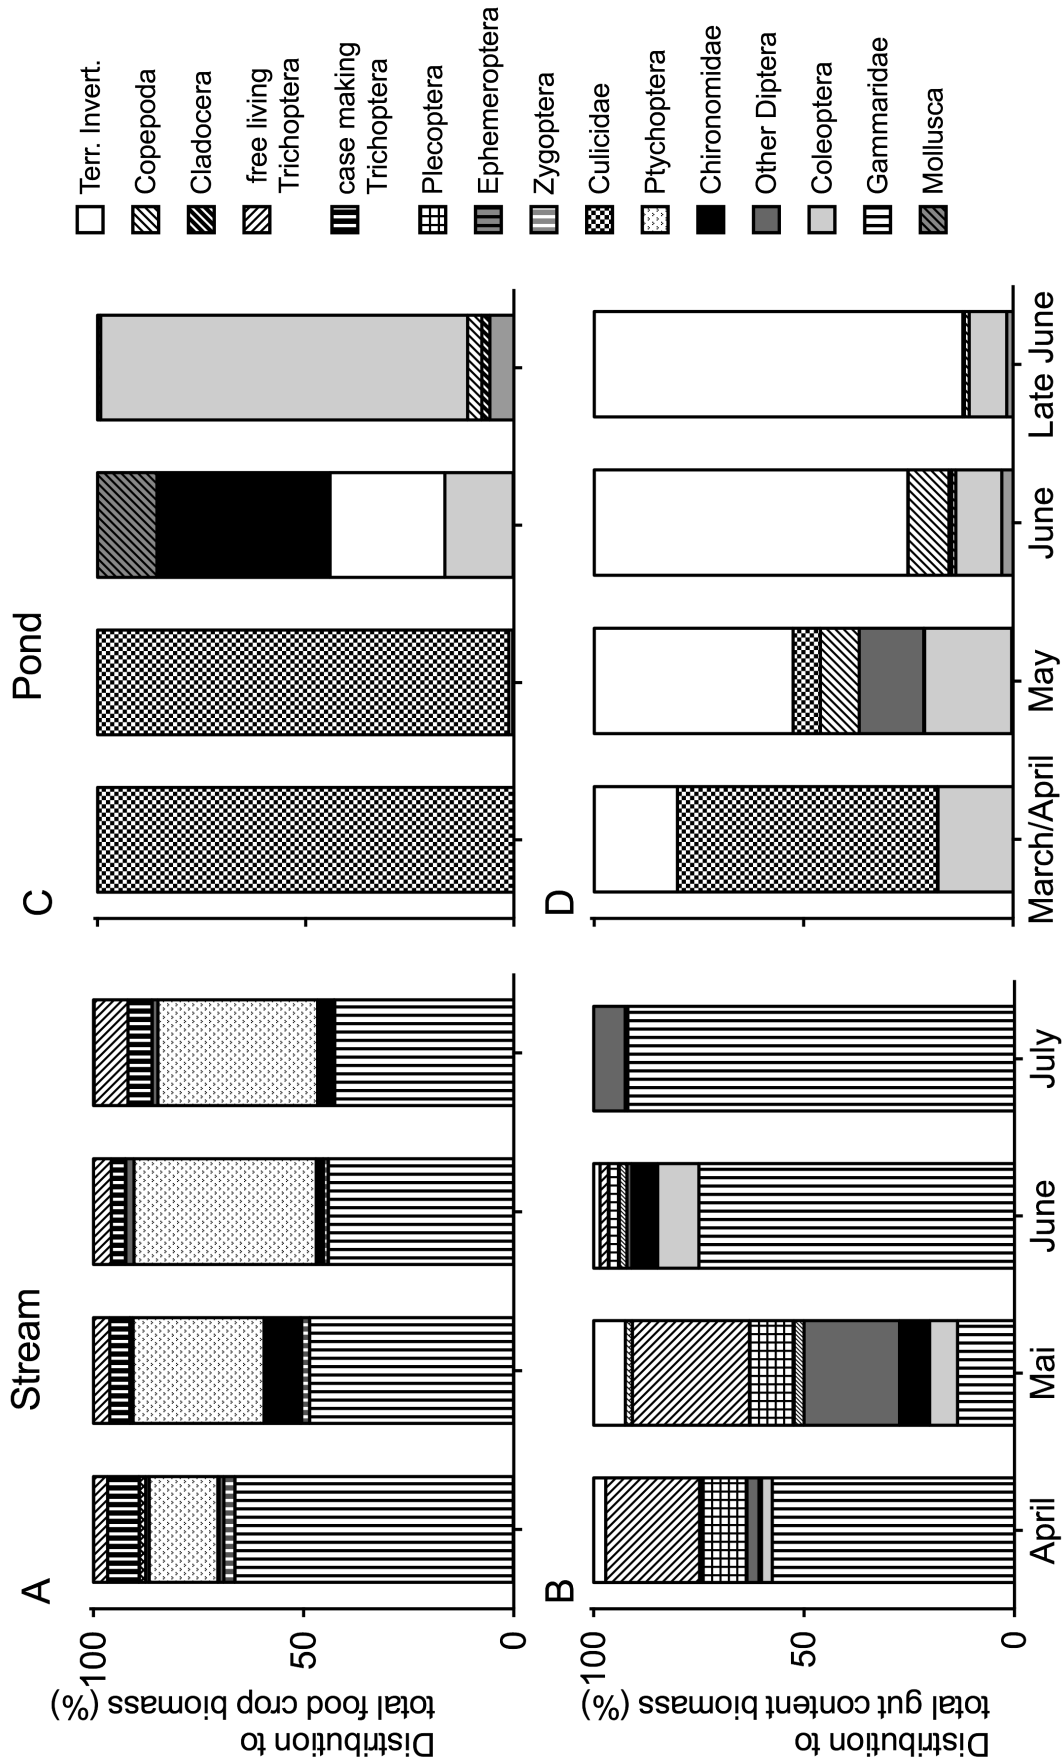 Stream
Pond
A
Distribution to
total food crop biomass (%)
100
50
0
C
B
Distribution to
total gut content biomass (%)
100
50
0
April
Mai
June
July
D
March/April
May
June
Late June
Terr. Invert.
Copepoda
Cladocera
free living
Trichoptera
case making
Trichoptera
Plecoptera
Ephemeroptera
Zygoptera
Culicidae
Ptychoptera
Chironomidae
Other Diptera
Coleoptera
Gammaridae
Mollusca